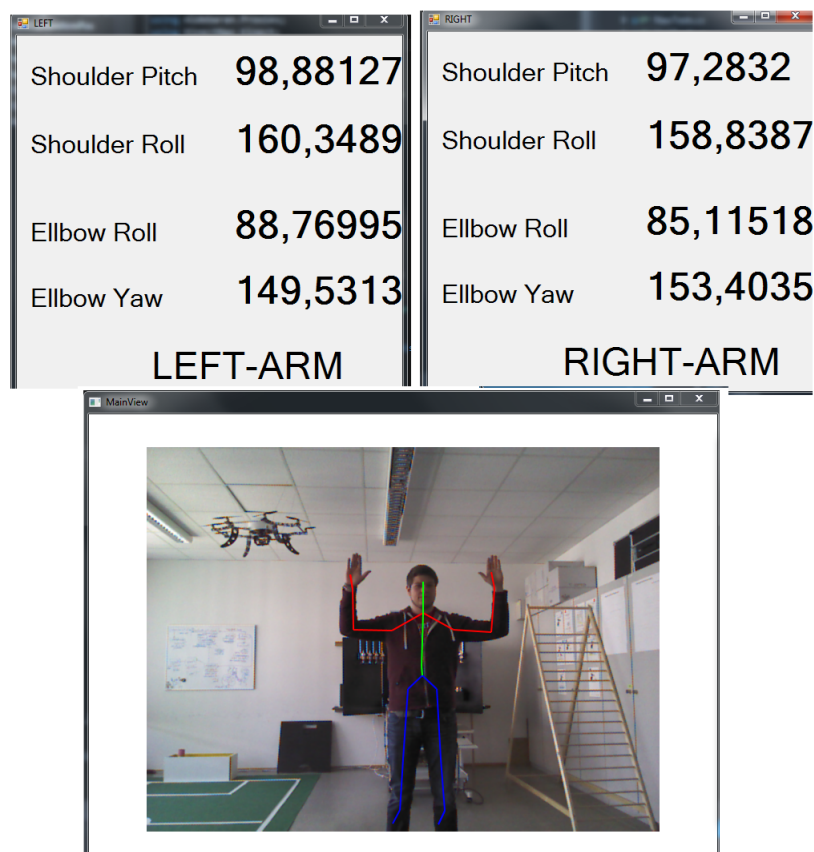 LEFT
Shoulder Pitch 98,88127
Shoulder Roll 160,3489
Ellbow Roll 88,76995
Ellbow Yaw 149,5313
LEFT-ARM
RIGHT
Shoulder Pitch 97,2832
Shoulder Roll 158,8387
Ellbow Roll 85,11518
Ellbow Yaw 153,4035
RIGHT-ARM
MainView